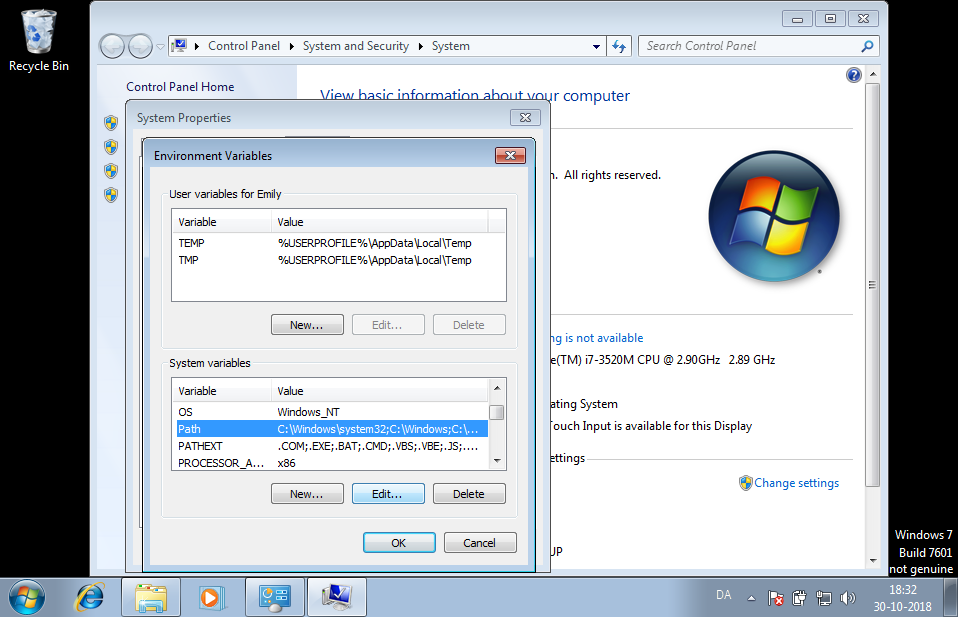 Recycle Bin
Control Panel
System and Security
System
Search Control Panel
Control Panel Home
View basic information about your computer
System Properties
Environment Variables
All rights reserved.
User variables for Emily
Variable Value
TEMP %USERPROFILE%\AppData\Local\Temp
TMP %USERPROFILE%\AppData\Local\Temp
New... Edit... Delete
is not available
System variables
e(TM) i7-3520M CPU @ 2.90GHz 2.89 GHz
Variable Value
OS Windows_NT
ating System
Path C:\Windows\system32;C:\Windows;C:\...
Touch Input is available for this Display
PATHEXT .COM;.EXE;.BAT;.CMD;.VBS;.VBE;.JS;....
PROCESSOR_A... x86
ettings
New... Edit... Delete
Change settings
OK Cancel
UP
Windows 7
Build 7601
not genuine
DA
18:32
30-10-2018